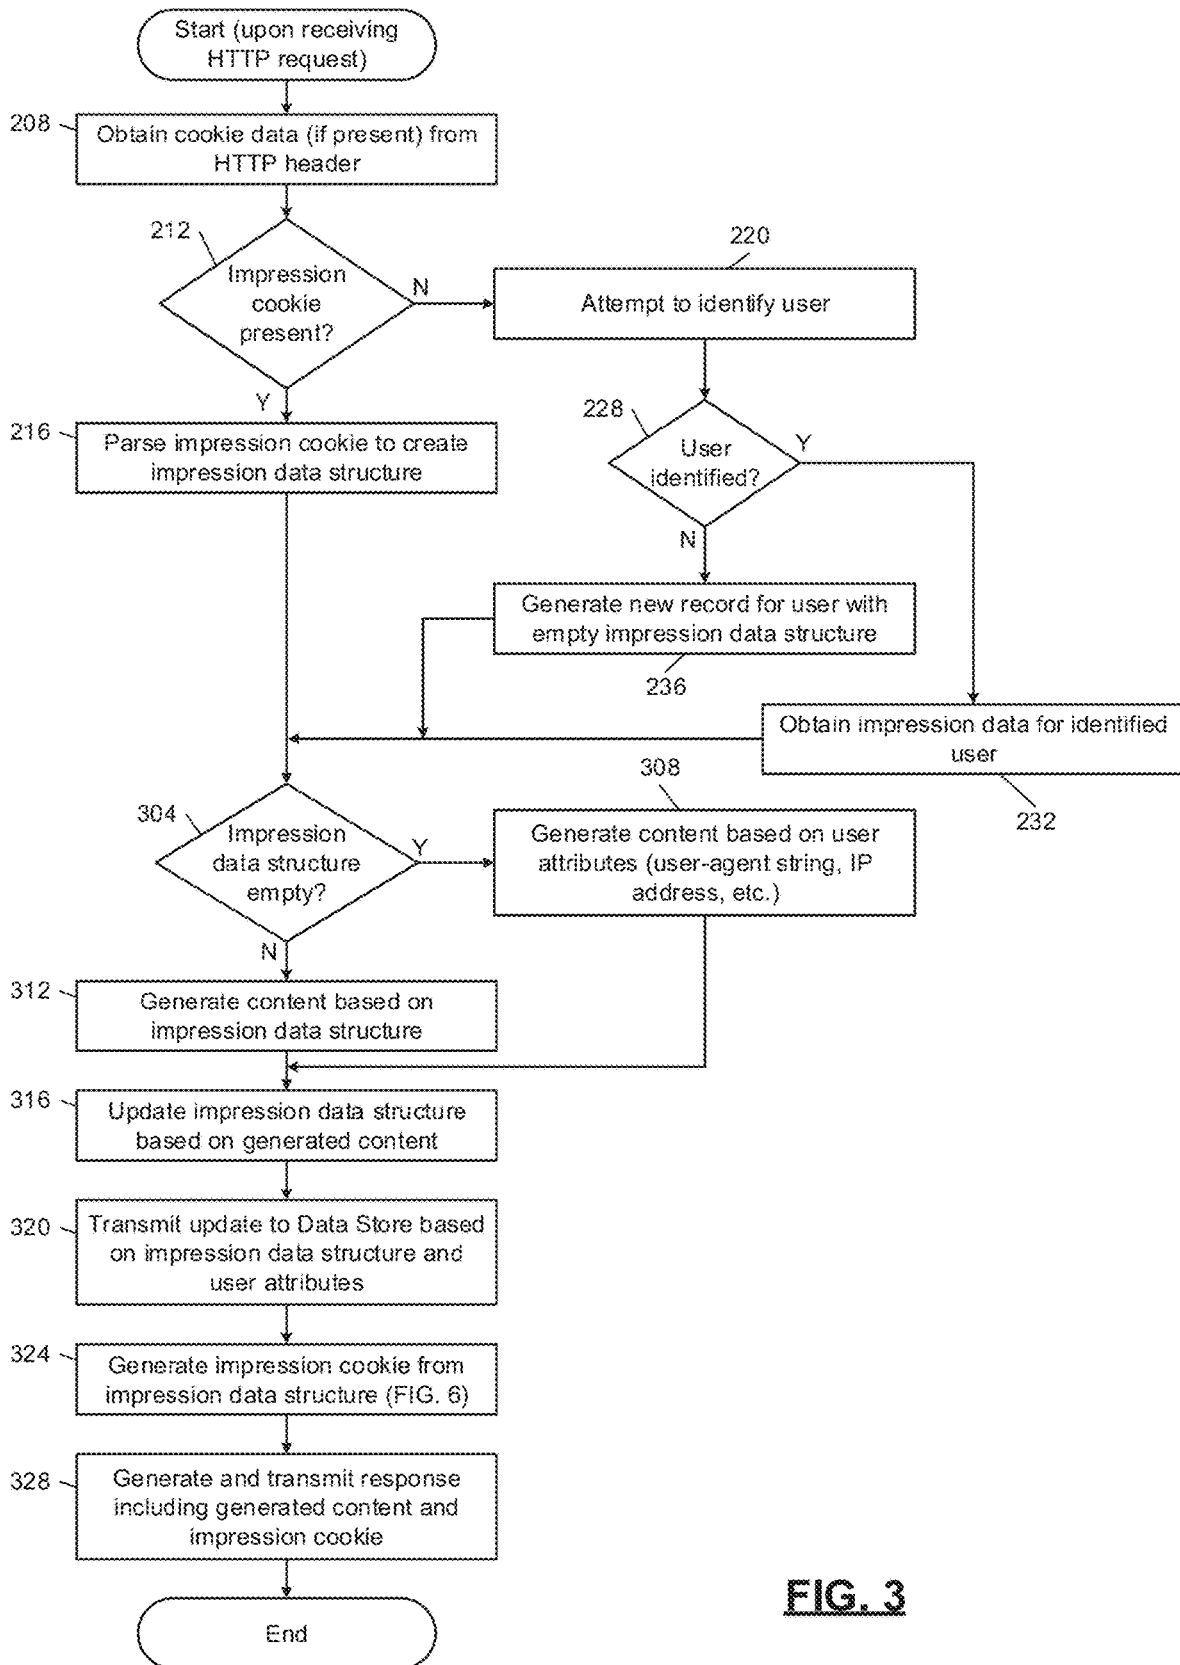 Start (upon receiving
HTTP request)
208
Obtain cookie data (if present) from
HTTP header
212
Impression
cookie
present?
N
Y
220
Attempt to identify user
216
Parse impression cookie to create
impression data structure
228
User
identified?
Y
N
Generate new record for user with
empty impression data structure
236
Obtain impression data for identified
user
232
304
Impression
data structure
empty?
Y
N
308
Generate content based on user
attributes (user-agent string, IP
address, etc.)
312
Generate content based on
impression data structure
316
Update impression data structure
based on generated content
320
Transmit update to Data Store based
on impression data structure and
user attributes
324
Generate impression cookie from
impression data structure (FIG. 6)
328
Generate and transmit response
including generated content and
impression cookie
End
FIG. 3